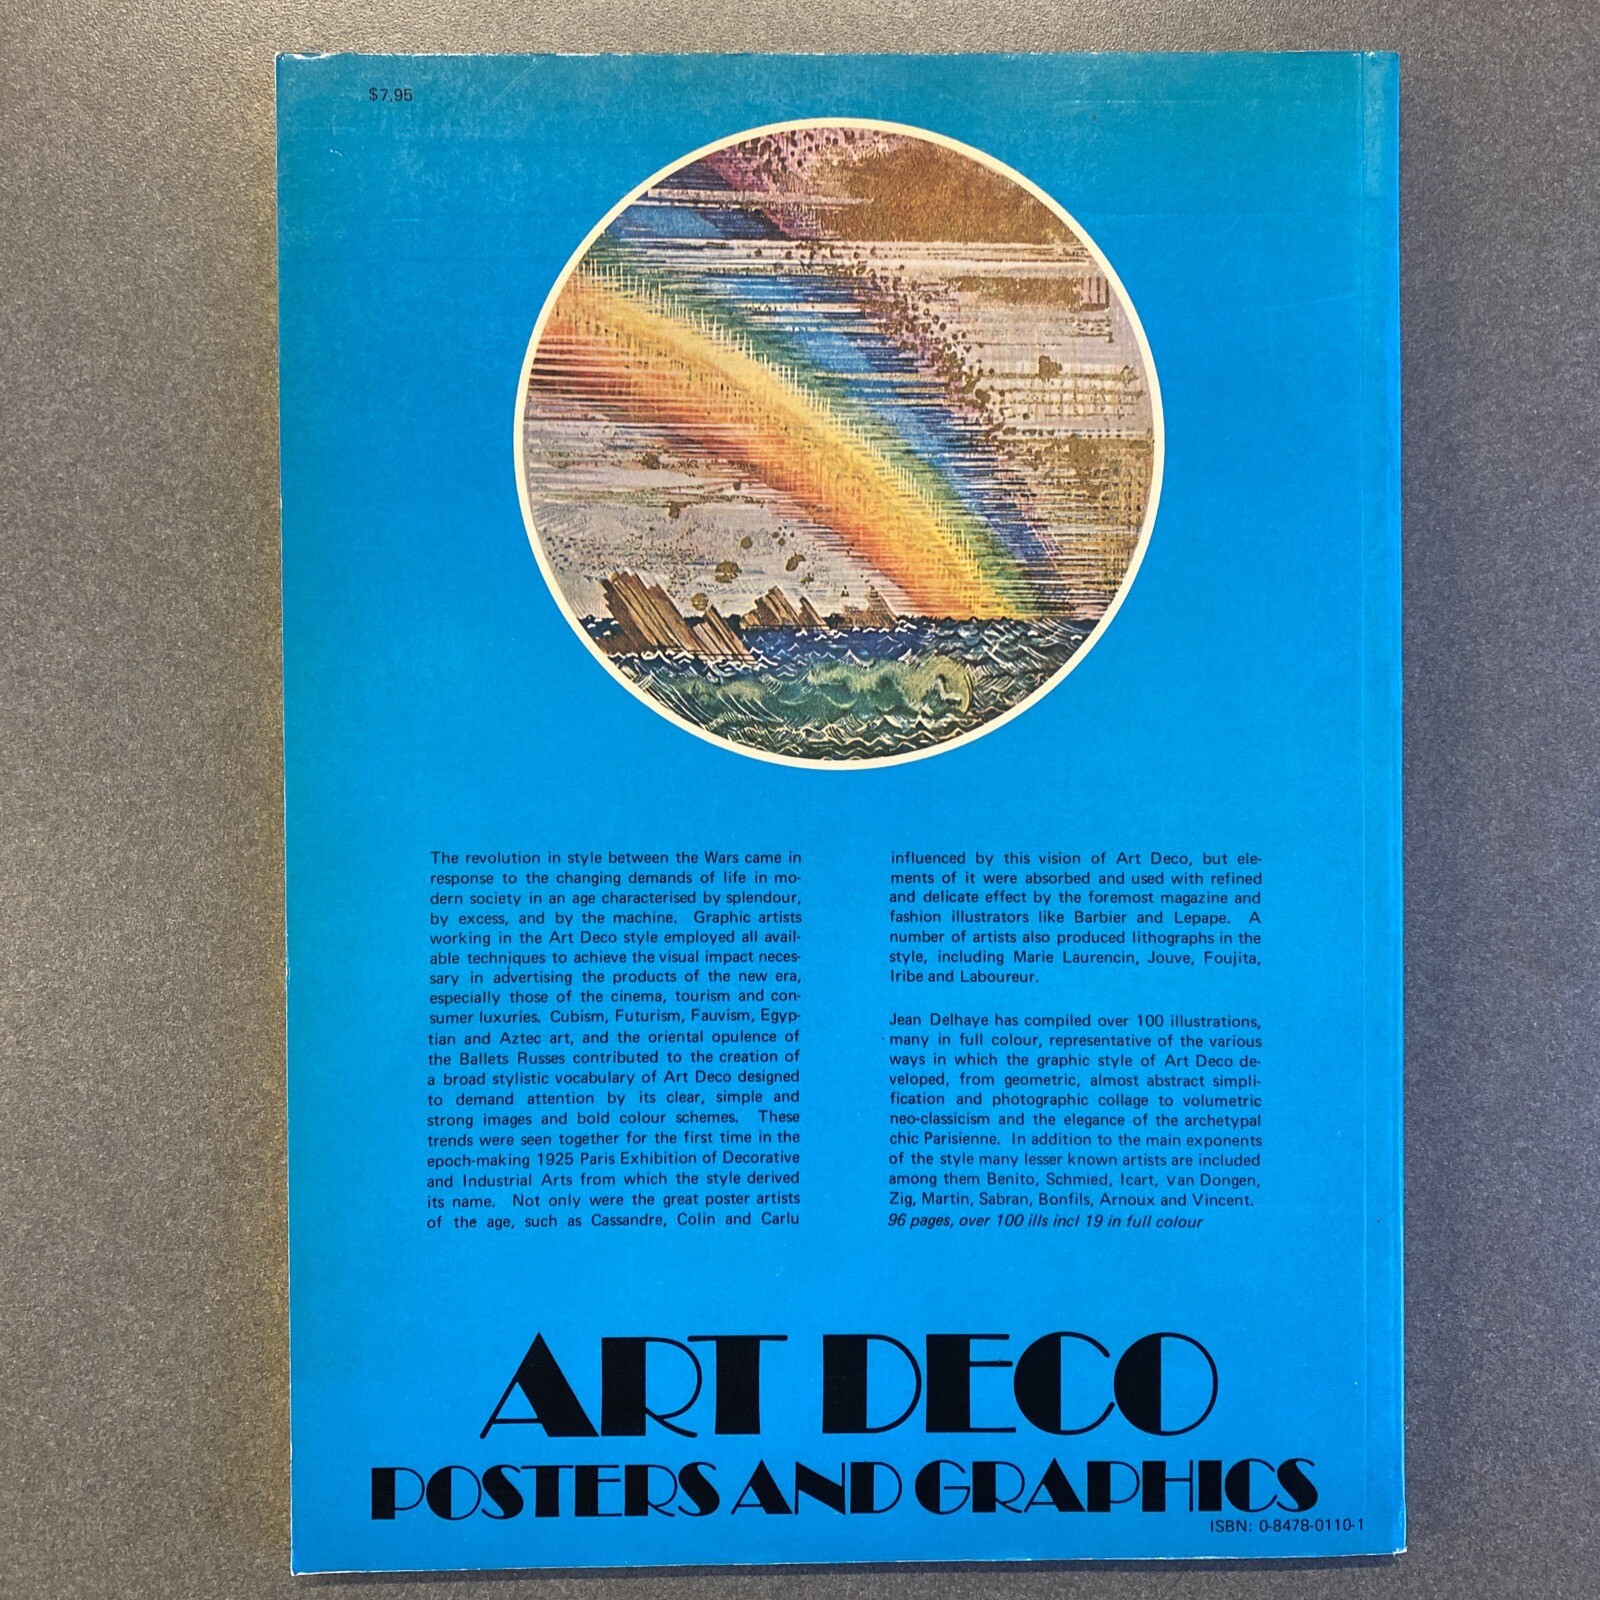 $7.95
The revolution in style between the Wars came in
response to the changing demands of life in mo-
dern society in an age characterised by splendour,
by excess, and by the machine. Graphic artists
working in the Art Deco style employed all avail-
able techniques to achieve the visual impact neces-
sary in advertising the products of the new era,
especially those of the cinema, tourism and con-
sumer luxuries. Cubism, Futurism, Fauvism, Egyp-
tian and Aztec art, and the oriental opulence of
the Ballets Russes contributed to the creation of
a broad stylistic vocabulary of Art Deco designed
to demand attention by its clear, simple and
strong images and bold colour schemes. These
trends were seen together for the first time in the
epoch-making 1925 Paris Exhibition of Decorative
and Industrial Arts from which the style derived
its name. Not only were the great poster artists
of the age, such as Cassandre, Colin and Carlu
influenced by this vision of Art Deco, but ele-
ments of it were absorbed and used with refined
and delicate effect by the foremost magazine and
fashion illustrators like Barbier and Lepape. A
number of artists also produced lithographs in the
style, including Marie Laurencin, Jouve, Foujita,
Iribe and Laboureur.
Jean Delhaye has compiled over 100 illustrations,
many in full colour, representative of the various
ways in which the graphic style of Art Deco de-
veloped, from geometric, almost abstract simpli-
fication and photographic collage to volumetric
neo-classicism and the elegance of the archetypal
chic Parisienne. In addition to the main exponents
of the style many lesser known artists are included
among them Benito, Schmied, Icart, van Dongen,
Zig, Martin, Sabran, Bonfils, Arnoux and Vincent.
96 pages, over 100 ills incl 19 in full colour
ART DECO
POSTERS AND GRAPHICS
ISBN: 0-8478-0110-1